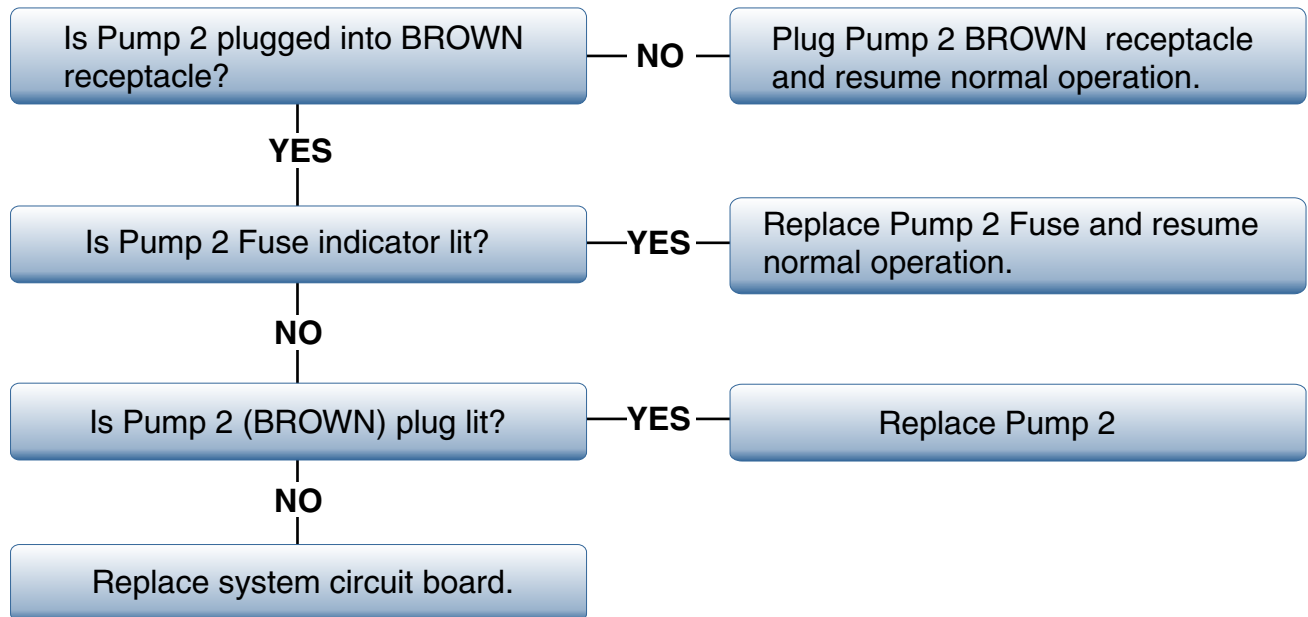 Is Pump 2 plugged into BROWN
receptacle?
NO
Plug Pump 2 BROWN  receptacle
and resume normal operation.
YES
Is Pump 2 Fuse indicator lit?
YES
Replace Pump 2 Fuse and resume
normal operation.
NO
Is Pump 2 (BROWN) plug lit?
YES
Replace Pump 2
NO
Replace system circuit board.